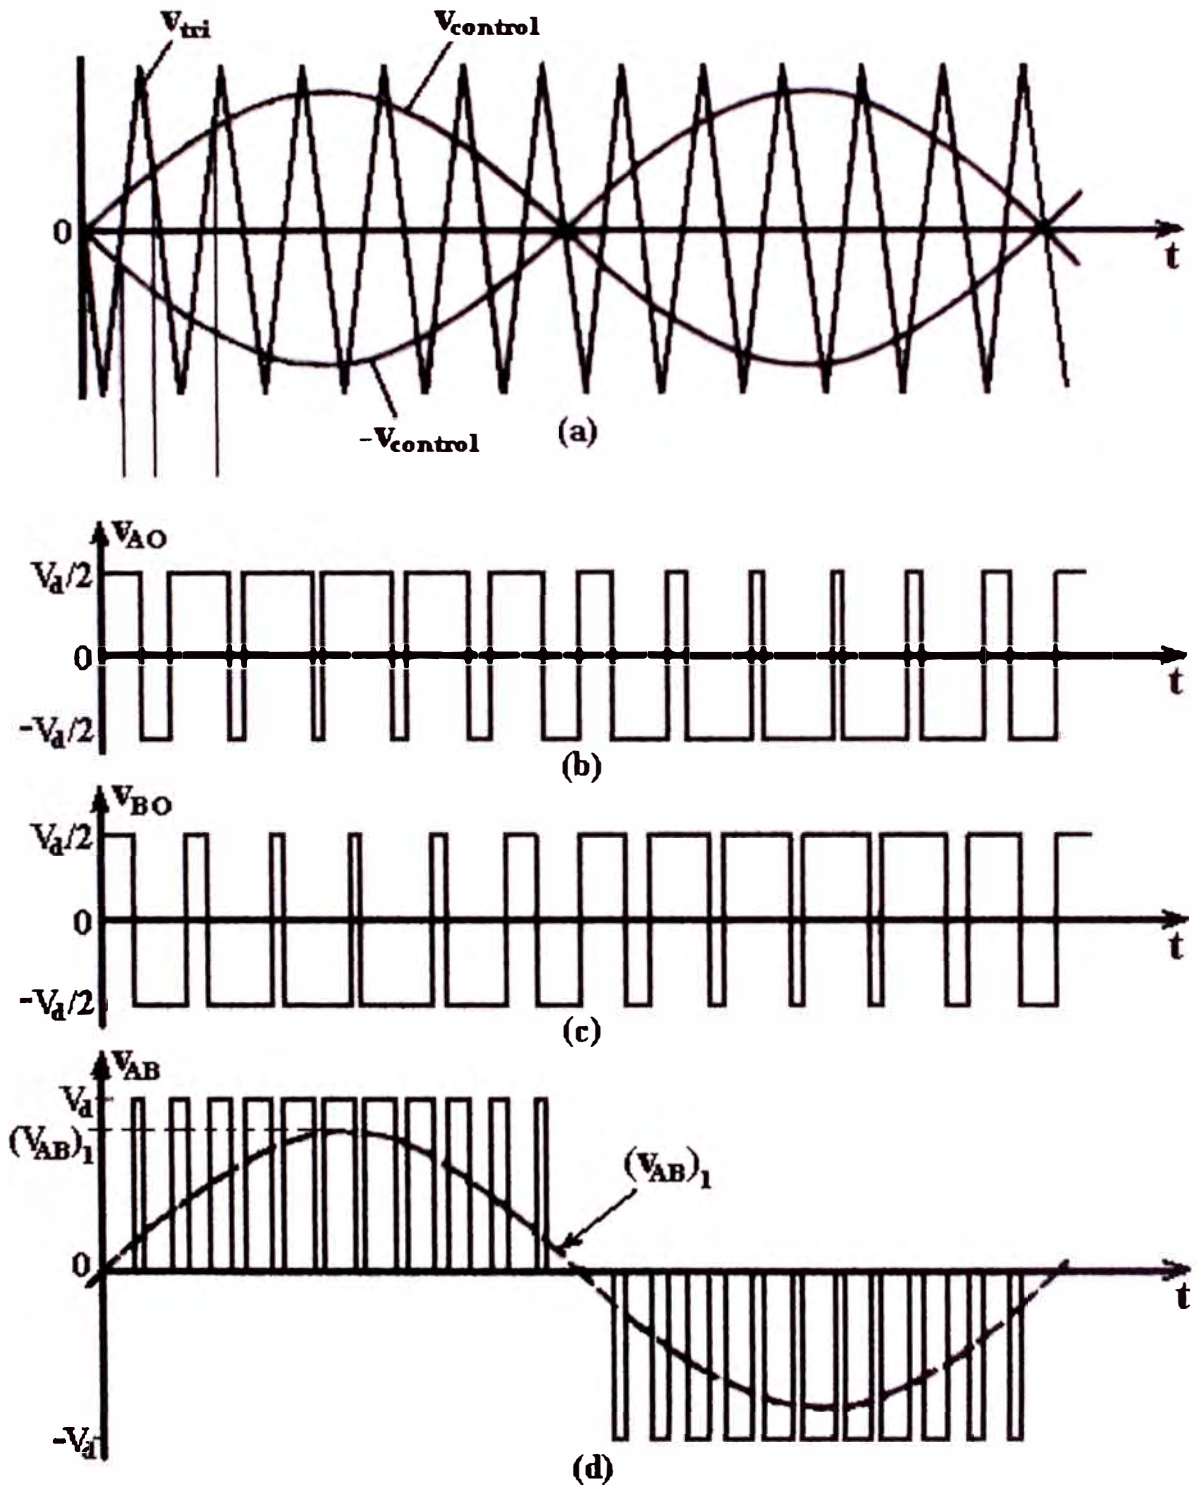 v_tri
v_control
0
t
-v_control
(a)
v_AO
V_d/2
0
t
-V_d/2
(b)
v_BO
V_d/2
0
t
-V_d/2
(c)
v_AB
V_d
(V_AB)_1
(v_AB)_1
0
t
-V_d
(d)